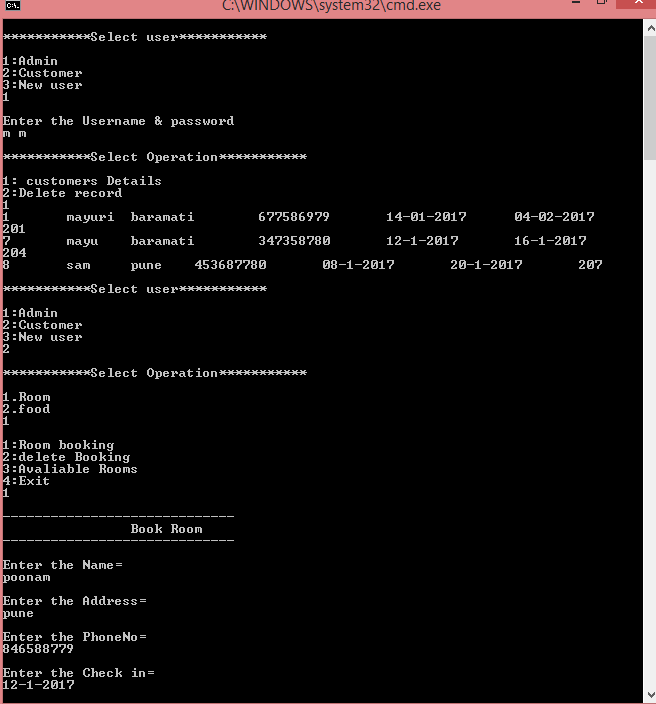 C:\WINDOWS\system32\cmd.exe
***********Select user***********
1:Admin
2:Customer
3:New user
1
Enter the Username & password
m m
***********Select Operation***********
1: customers Details
2:Delete record
1
1 mayuri baramati 677586979 14-01-2017 04-02-2017
201
7 mayu baramati 347358780 12-1-2017 16-1-2017
204
8 sam pune 453687780 08-1-2017 20-1-2017 207
***********Select user***********
1:Admin
2:Customer
3:New user
2
***********Select Operation***********
1.Room
2.food
1
1:Room booking
2:delete Booking
3:Avaliable Rooms
4:Exit
1
-----------------------------
Book Room
-----------------------------
Enter the Name=
poonam
Enter the Address=
pune
Enter the PhoneNo=
846588779
Enter the Check in=
12-1-2017